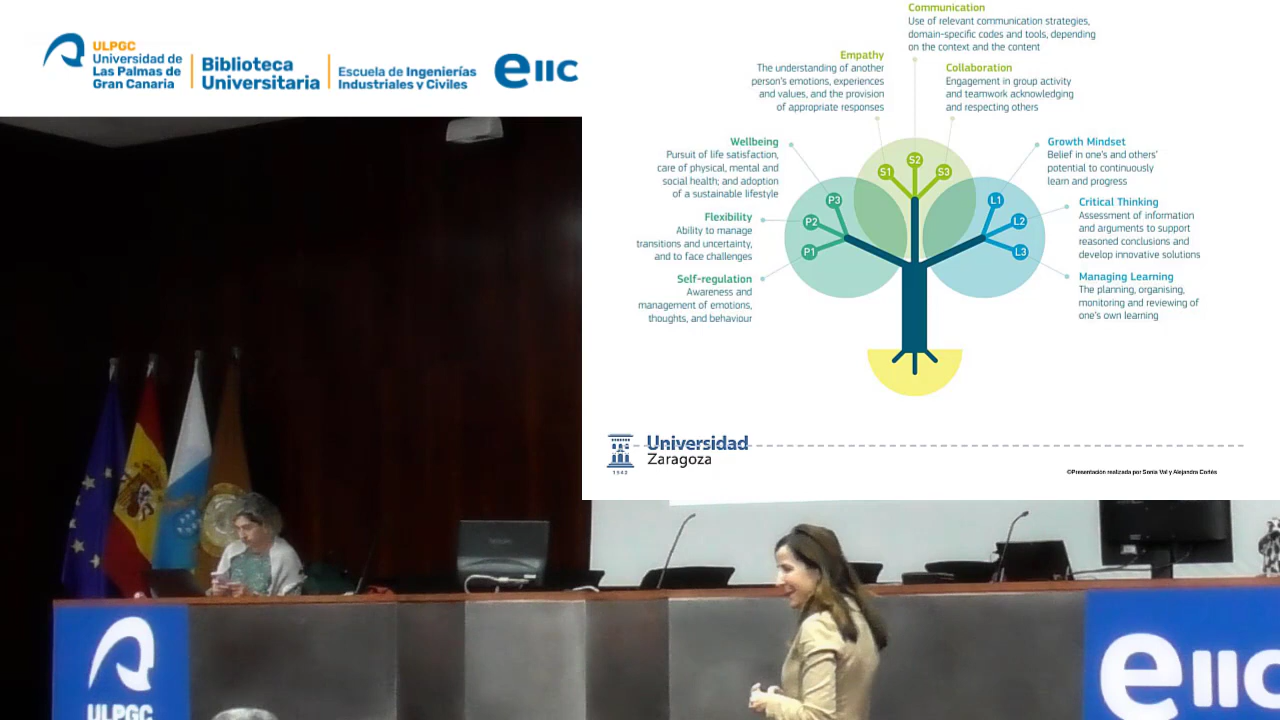 ULPGC
Universidad de
Las Palmas de
Gran Canaria
Biblioteca
Universitaria
Escuela de Ingenierías
Industriales y Civiles
eIIC
Communication
Use of relevant communication strategies,
domain-specific codes and tools, depending
on the context and the content
Empathy
The understanding of another
person's emotions, experiences
and values, and the provision
of appropriate responses
Collaboration
Engagement in group activity
and teamwork acknowledging
and respecting others
Wellbeing
Pursuit of life satisfaction,
care of physical, mental and
social health; and adoption
of a sustainable lifestyle
Flexibility
Ability to manage
transitions and uncertainty,
and to face challenges
Self-regulation
Awareness and
management of emotions,
thoughts, and behaviour
S1
S2
S3
P3
P2
P1
L1
L2
L3
Growth Mindset
Belief in one's and others'
potential to continuously
learn and progress
Critical Thinking
Assessment of information
and arguments to support
reasoned conclusions and
develop innovative solutions
Managing Learning
The planning, organising,
monitoring and reviewing of
one's own learning
Universidad
Zaragoza
1542
©Presentación realizada por Sonia Val y Alejandra Cortés
ULPGC
eIIC